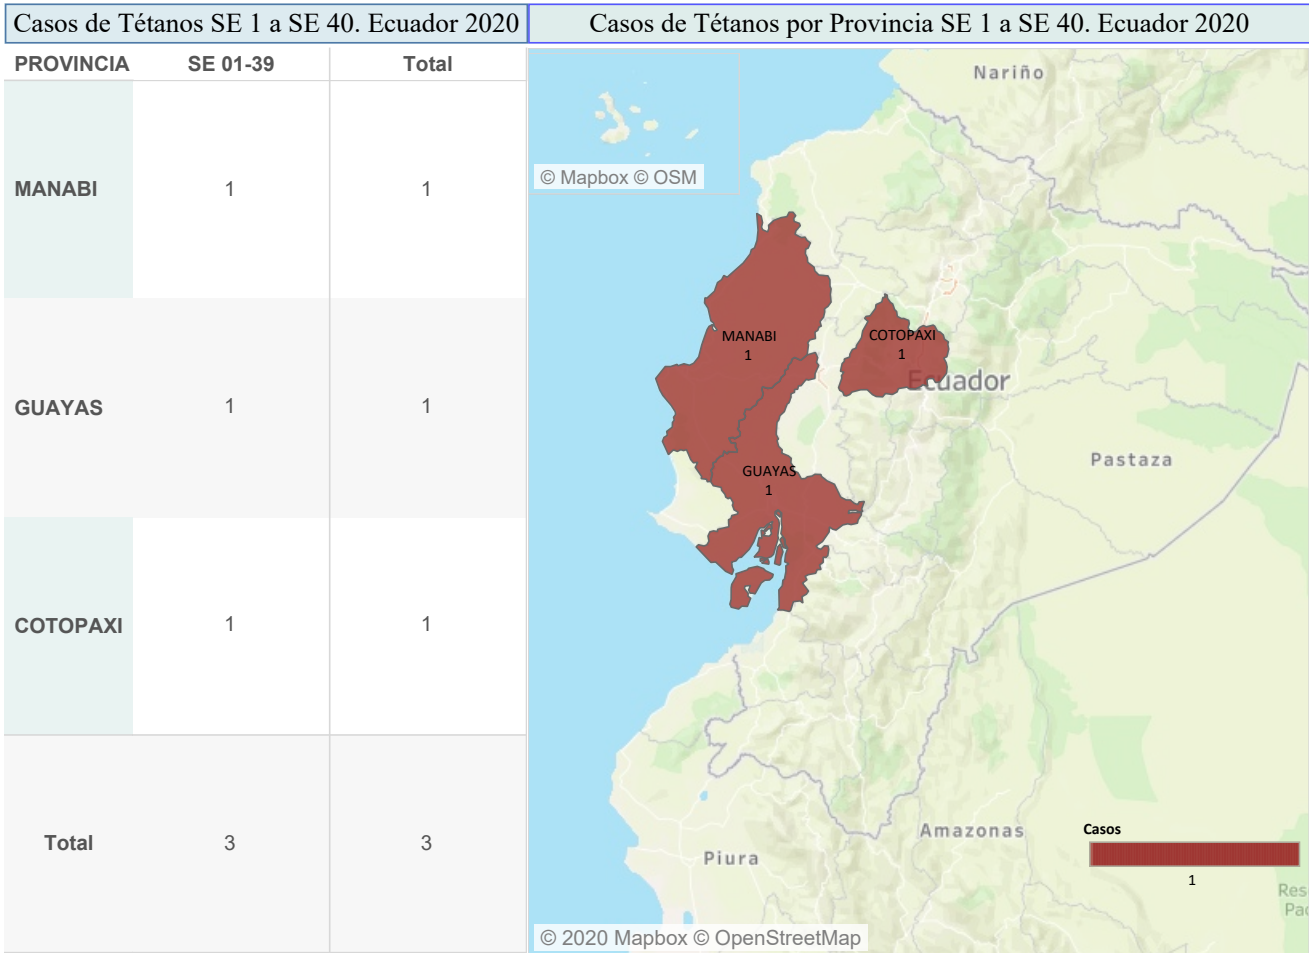 Casos de Tétanos SE 1 a SE 40. Ecuador 2020
PROVINCIA SE 01-39 Total
MANABI 1 1
GUAYAS 1 1
COTOPAXI 1 1
Total 3 3
Casos de Tétanos por Provincia SE 1 a SE 40. Ecuador 2020
Nariño
© Mapbox © OSM
MANABI
1
COTOPAXI
1
Ecuador
Pastaza
GUAYAS
1
Amazonas
Piura
Casos
1
Res
Pac
© 2020 Mapbox © OpenStreetMap